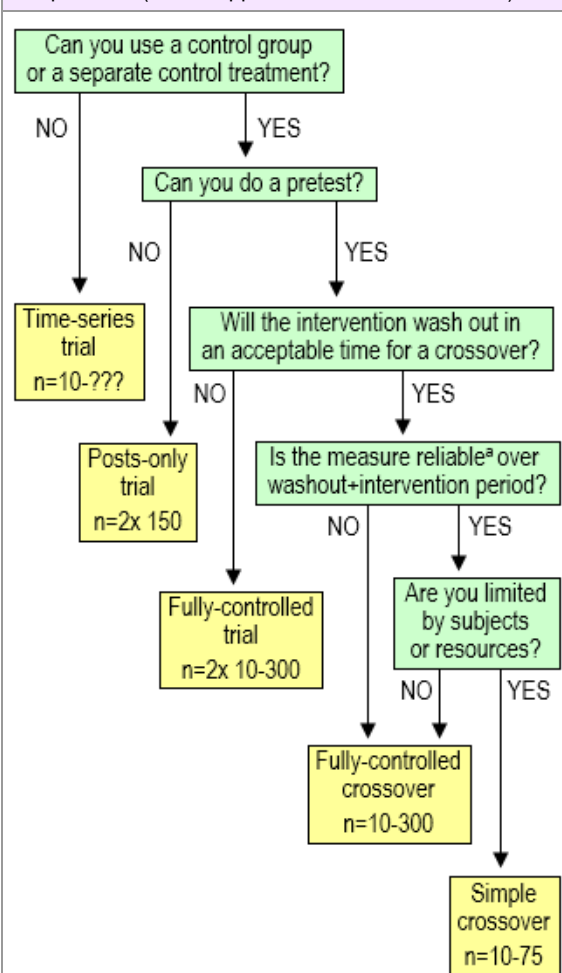 Can you use a control group
or a separate control treatment?
NO
YES
Can you do a pretest?
NO
YES
Time-series
trial
n=10-???
Will the intervention wash out in
an acceptable time for a crossover?
NO
YES
Posts-only
trial
n=2x 150
Is the measure reliableª over
washout+intervention period?
NO
YES
Fully-controlled
trial
n=2x 10-300
Are you limited
by subjects
or resources?
NO
YES
Fully-controlled
crossover
n=10-300
Simple
crossover
n=10-75